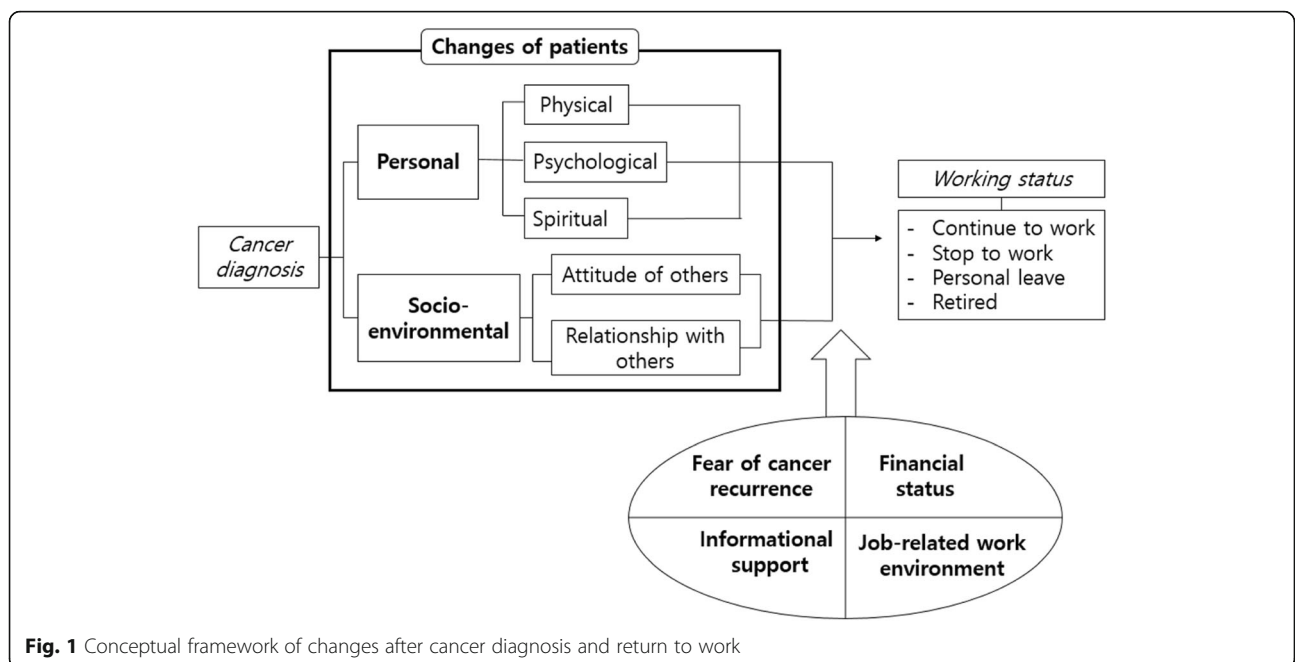 Changes of patients
Physical
Personal
Psychological
Spiritual
Cancer
diagnosis
Attitude of others
Socio-
environmental
Relationship with
others
Working status
- Continue to work
- Stop to work
- Personal leave
- Retired
Fear of cancer
recurrence
Financial
status
Informational
support
Job-related work
environment
Fig. 1 Conceptual framework of changes after cancer diagnosis and return to work